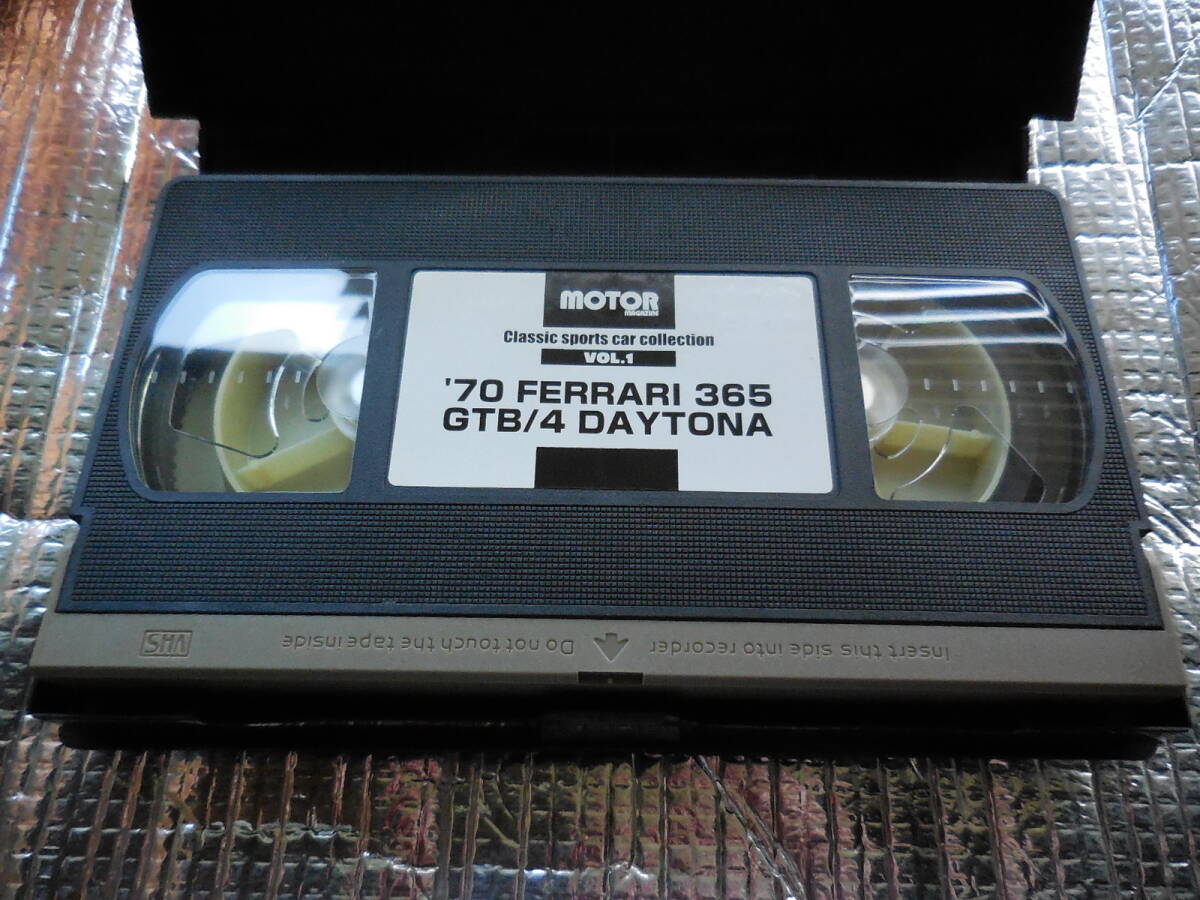 MOTOR
MAGAZINE
Classic sports car collection
VOL.1
'70 FERRARI 365
GTB/4 DAYTONA
Insert this side into recorder
Do not touch the tape inside
VHS